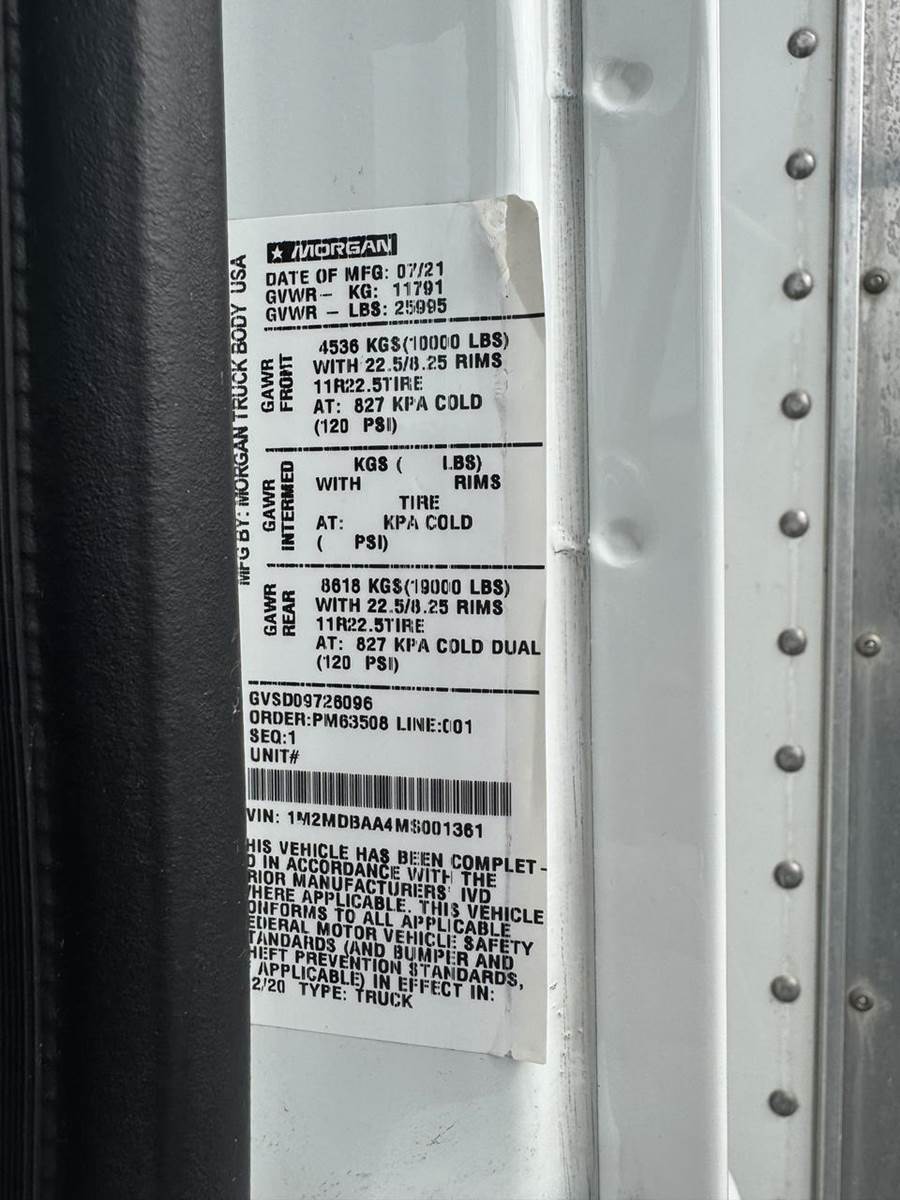 MORGAN
DATE OF MFG: 07/21
GVWR - KG: 11791
GVWR - LBS: 25995
MFG BY: MORGAN TRUCK BODY USA
GAWR
FRONT
4536 KGS(10000 LBS)
WITH 22.5/8.25 RIMS
11R22.5TIRE
AT: 827 KPA COLD
(120 PSI)
GAWR
INTERMED
KGS ( LBS)
WITH RIMS
TIRE
AT: KPA COLD
( PSI)
GAWR
REAR
8618 KGS(19000 LBS)
WITH 22.5/8.25 RIMS
11R22.5TIRE
AT: 827 KPA COLD DUAL
(120 PSI)
GVSD09726096
ORDER:PM63508 LINE:001
SEQ:1
UNIT#
VIN: 1M2MDBAA4MS001361
HIS VEHICLE HAS BEEN COMPLET-
D IN ACCORDANCE WITH THE
RIOR MANUFACTURERS' IVD
HERE APPLICABLE. THIS VEHICLE
ONFORMS TO ALL APPLICABLE
EDERAL MOTOR VEHICLE SAFETY
TANDARDS (AND BUMPER AND
HEFT PREVENTION STANDARDS,
APPLICABLE) IN EFFECT IN:
2/20 TYPE: TRUCK